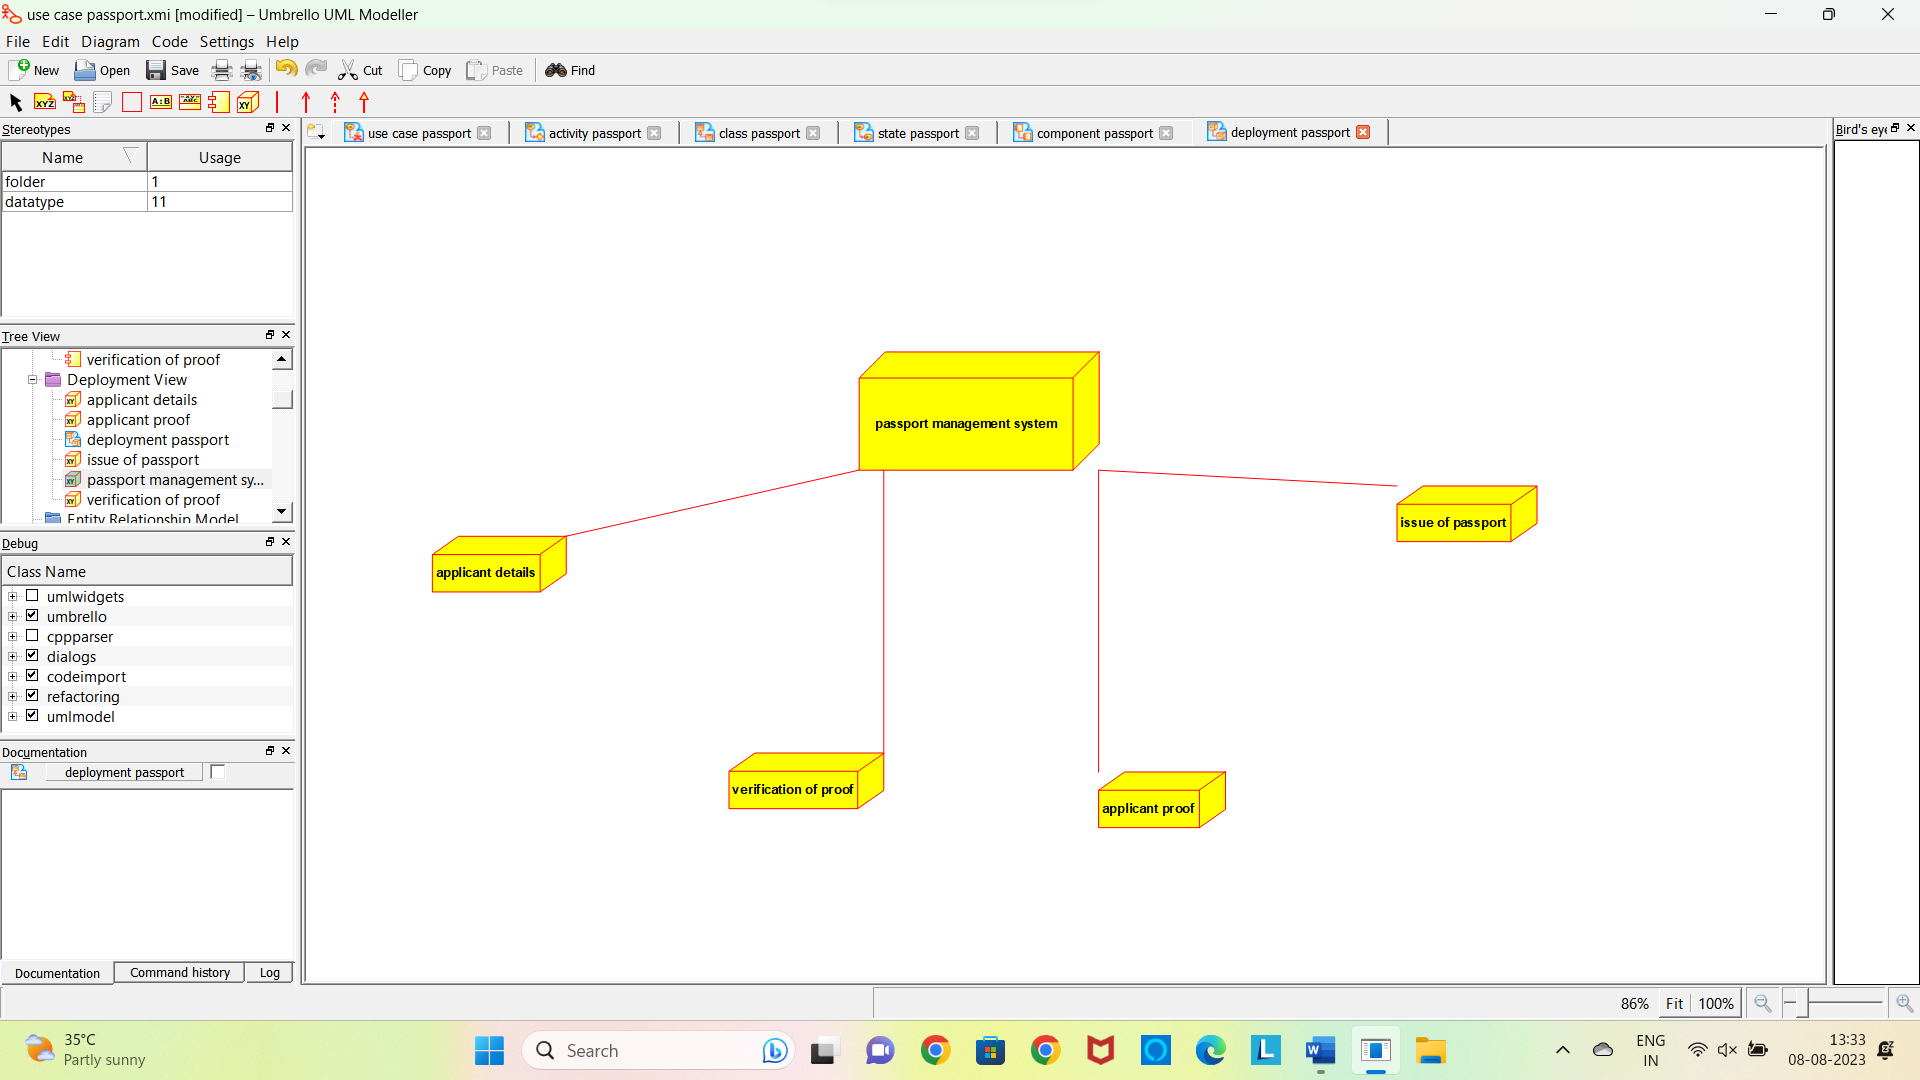 use case passport.xmi [modified] – Umbrello UML Modeller
File Edit Diagram Code Settings Help
New Open Save Cut Copy Paste Find
XYZ XYZ A:B ABC XY
Stereotypes
Name Usage
folder 1
datatype 11
use case passport activity passport class passport state passport component passport deployment passport
Bird's eye
Tree View
verification of proof
Deployment View
applicant details
applicant proof
deployment passport
issue of passport
passport management sy...
verification of proof
Entity Relationship Model
Debug
Class Name
umlwidgets
umbrello
cppparser
dialogs
codeimport
refactoring
umlmodel
Documentation
deployment passport
Documentation Command history Log
passport management system
issue of passport
applicant details
verification of proof
applicant proof
86% Fit 100%
35°C
Partly sunny
Search
L
W
ENG
IN
13:33
08-08-2023